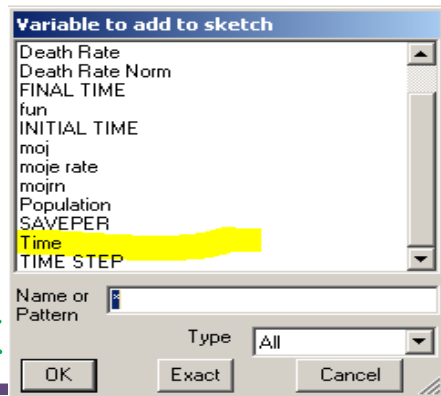 Variable to add to sketch
Death Rate
Death Rate Norm
FINAL TIME
fun
INITIAL TIME
moj
moje rate
mojrn
Population
SAVEPER
Time
TIME STEP
Name or
Pattern
*
Type
All
OK
Exact
Cancel